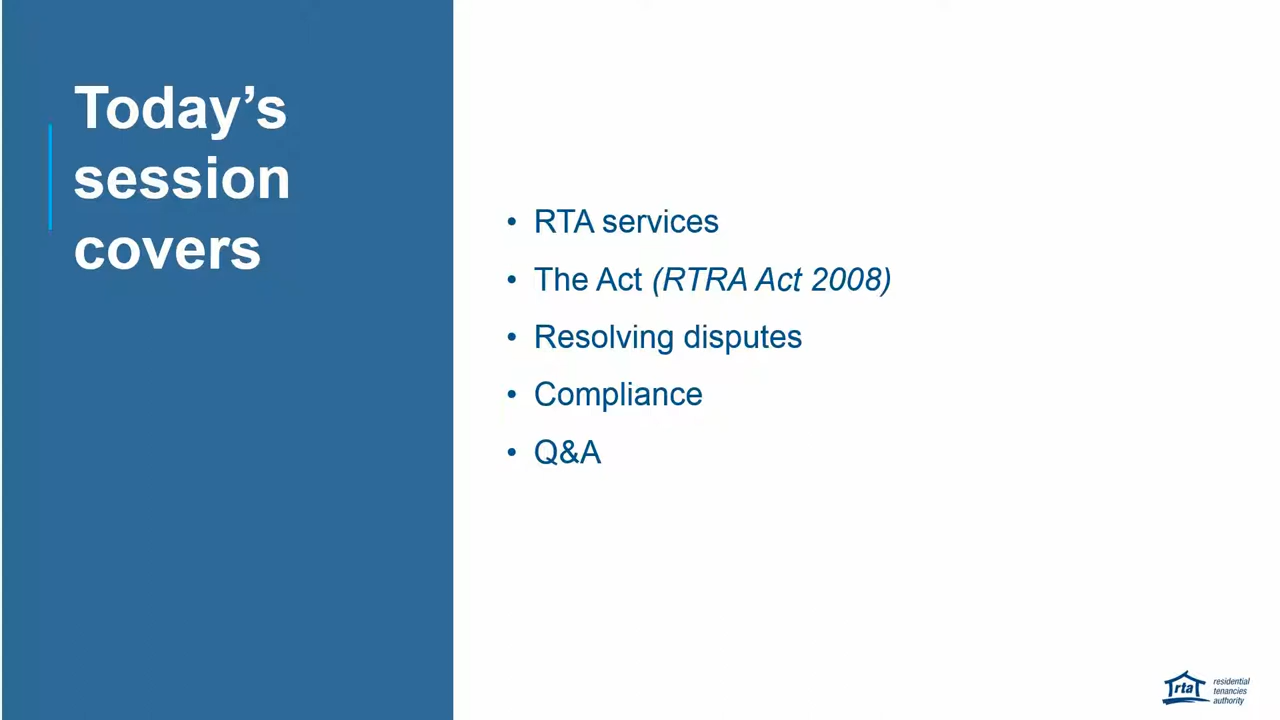 Today's
session
covers
• RTA services
• The Act (RTRA Act 2008)
• Resolving disputes
• Compliance
• Q&A
rta
residential
tenancies
authority